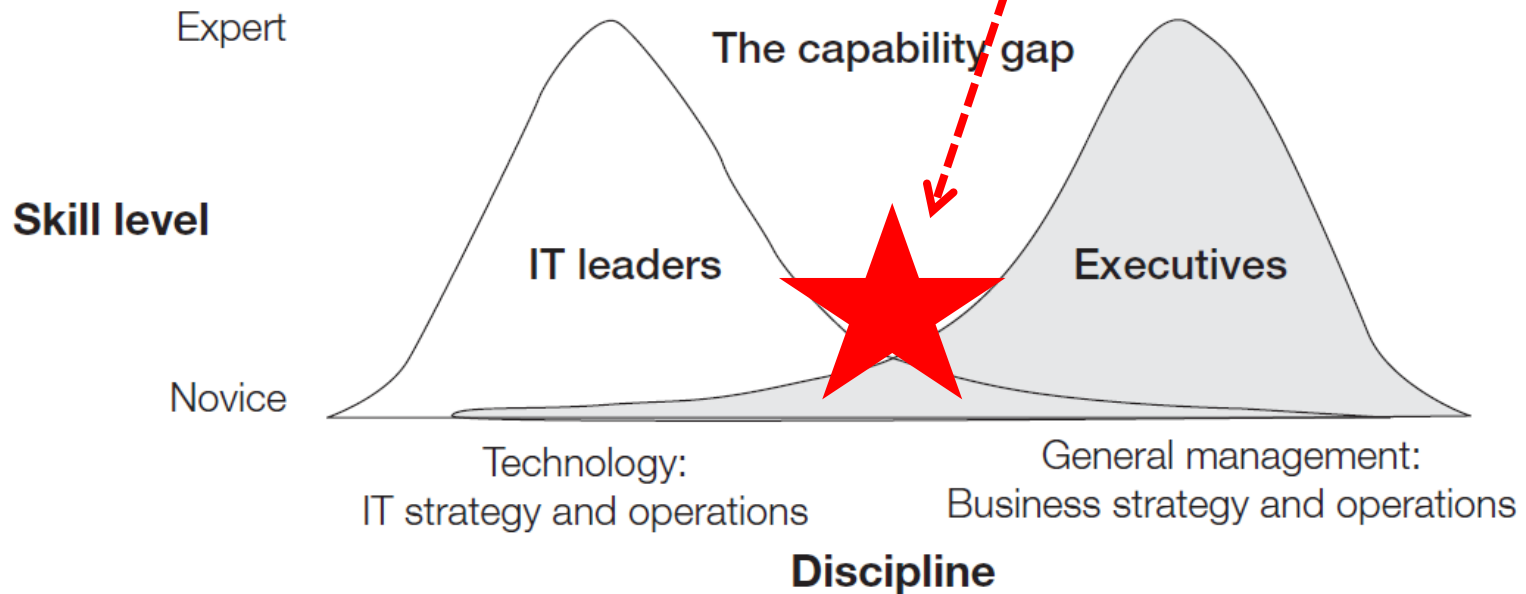 Expert
The capability gap
Skill level
IT leaders
Executives
Novice
Technology:
IT strategy and operations
General management:
Business strategy and operations
Discipline